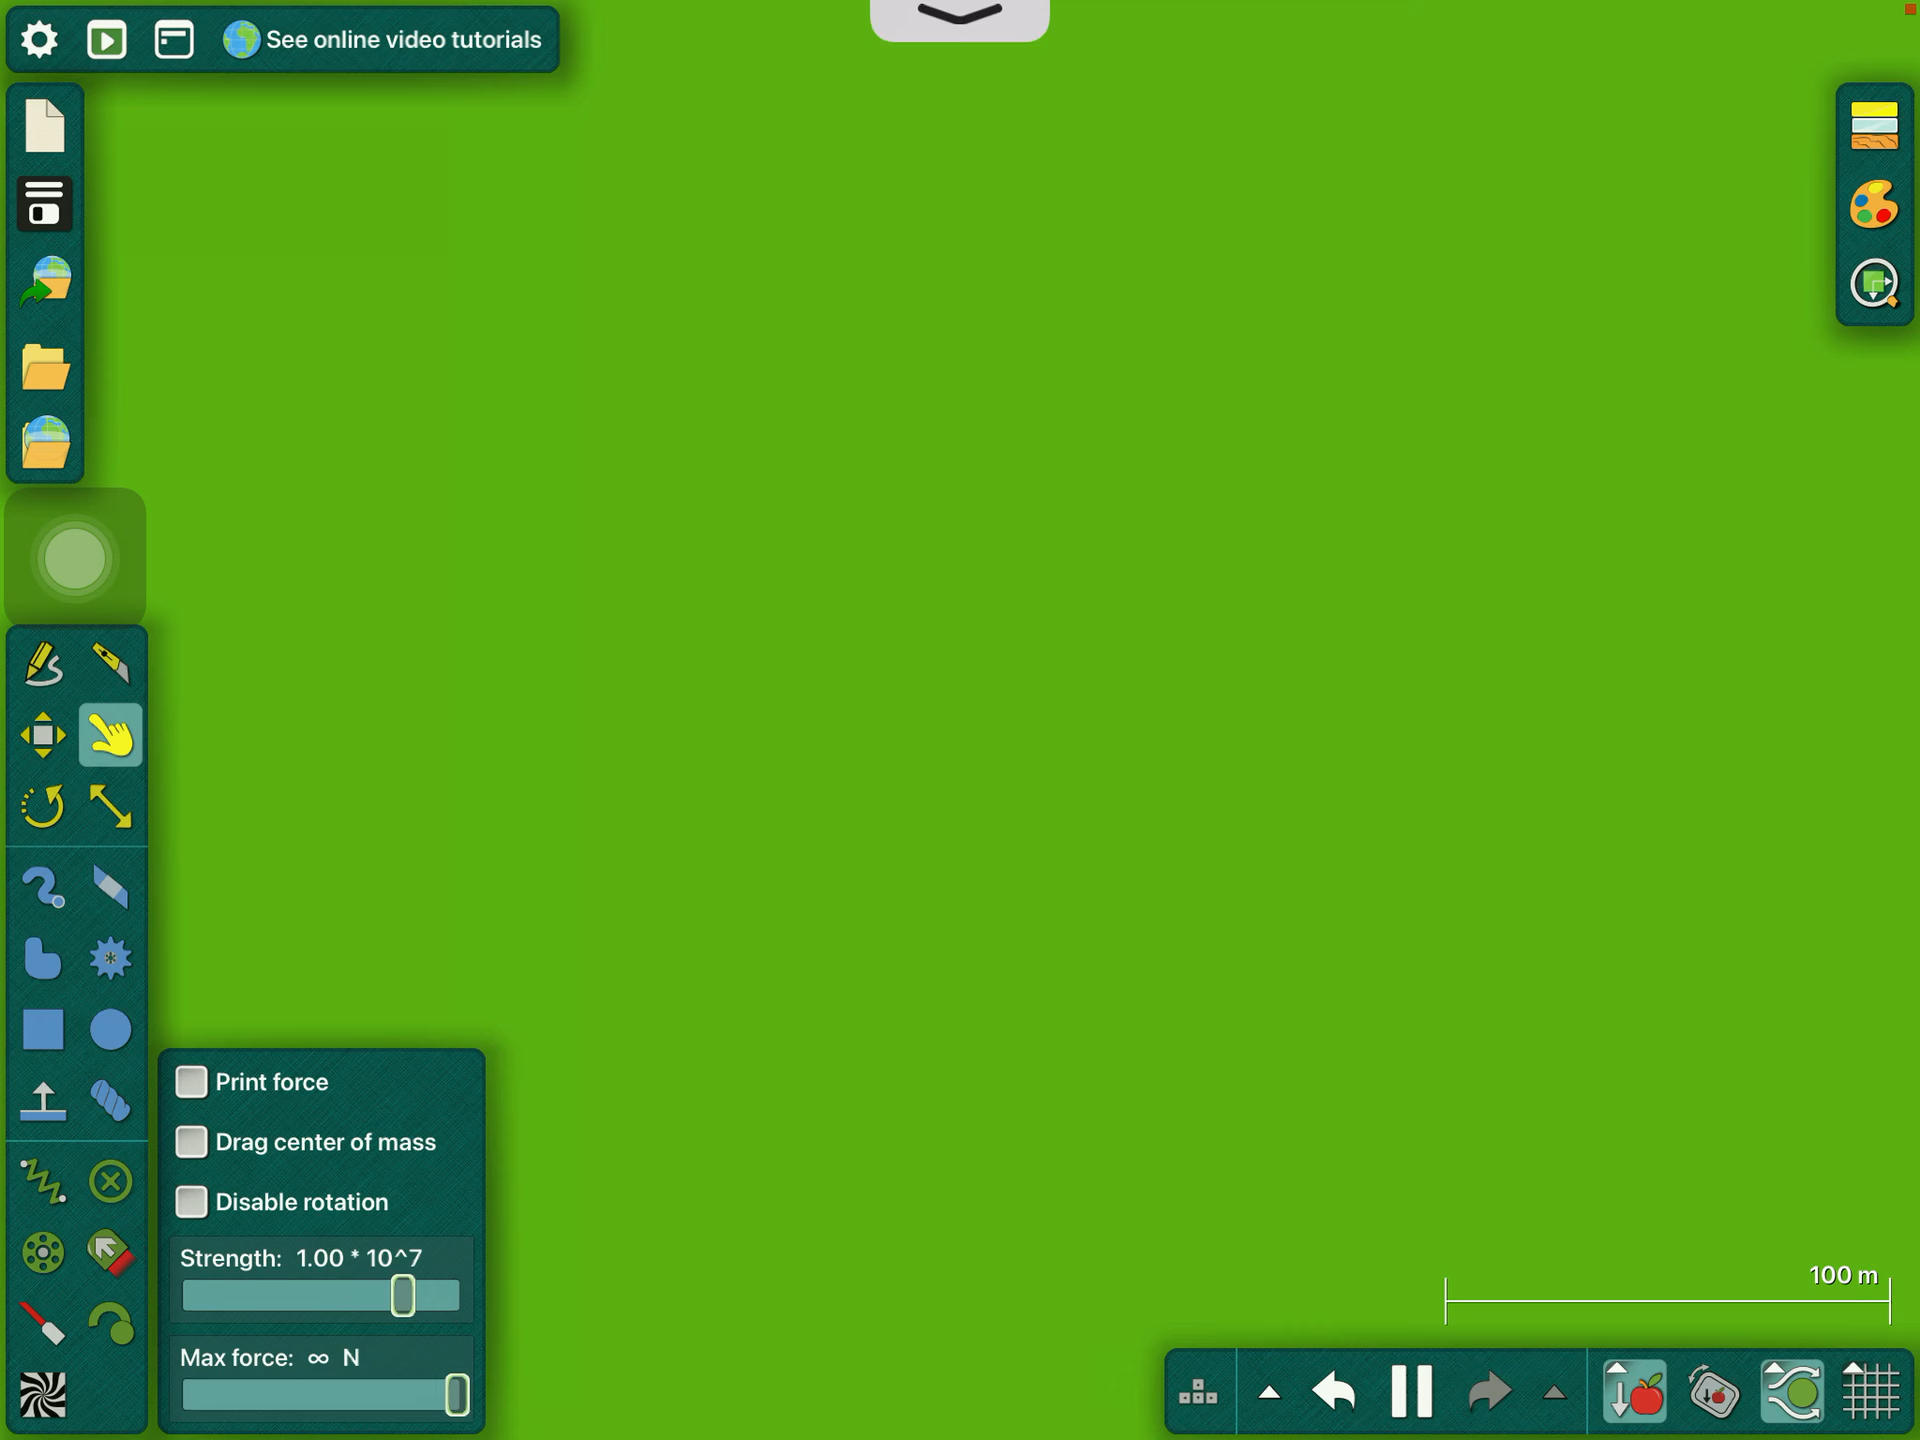 See online video tutorials
Print force
Drag center of mass
Disable rotation
Strength: 1.00 * 10^7
Max force: ∞ N
100 m